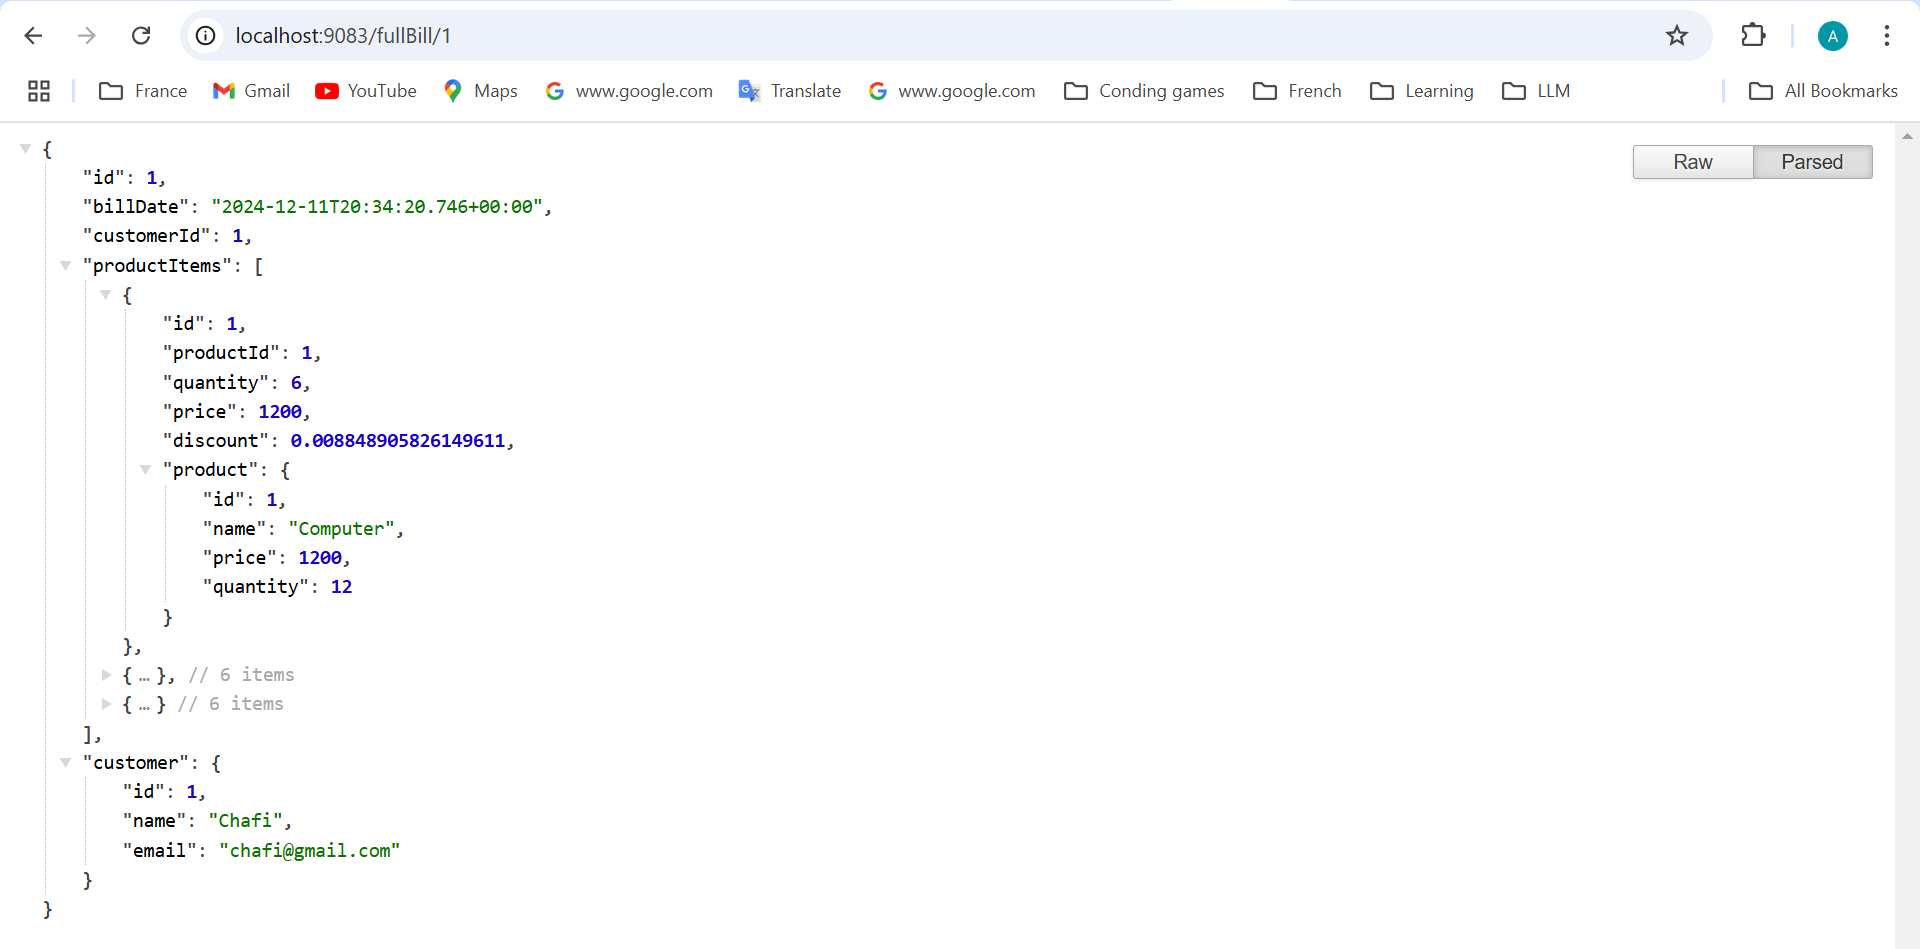 localhost:9083/fullBill/1
A
France Gmail YouTube Maps www.google.com Translate www.google.com Conding games French Learning LLM All Bookmarks
Raw Parsed
{
"id": 1,
"billDate": "2024-12-11T20:34:20.746+00:00",
"customerId": 1,
"productItems": [
{
"id": 1,
"productId": 1,
"quantity": 6,
"price": 1200,
"discount": 0.008848905826149611,
"product": {
"id": 1,
"name": "Computer",
"price": 1200,
"quantity": 12
}
},
{ … }, // 6 items
{ … } // 6 items
],
"customer": {
"id": 1,
"name": "Chafi",
"email": "chafi@gmail.com"
}
}